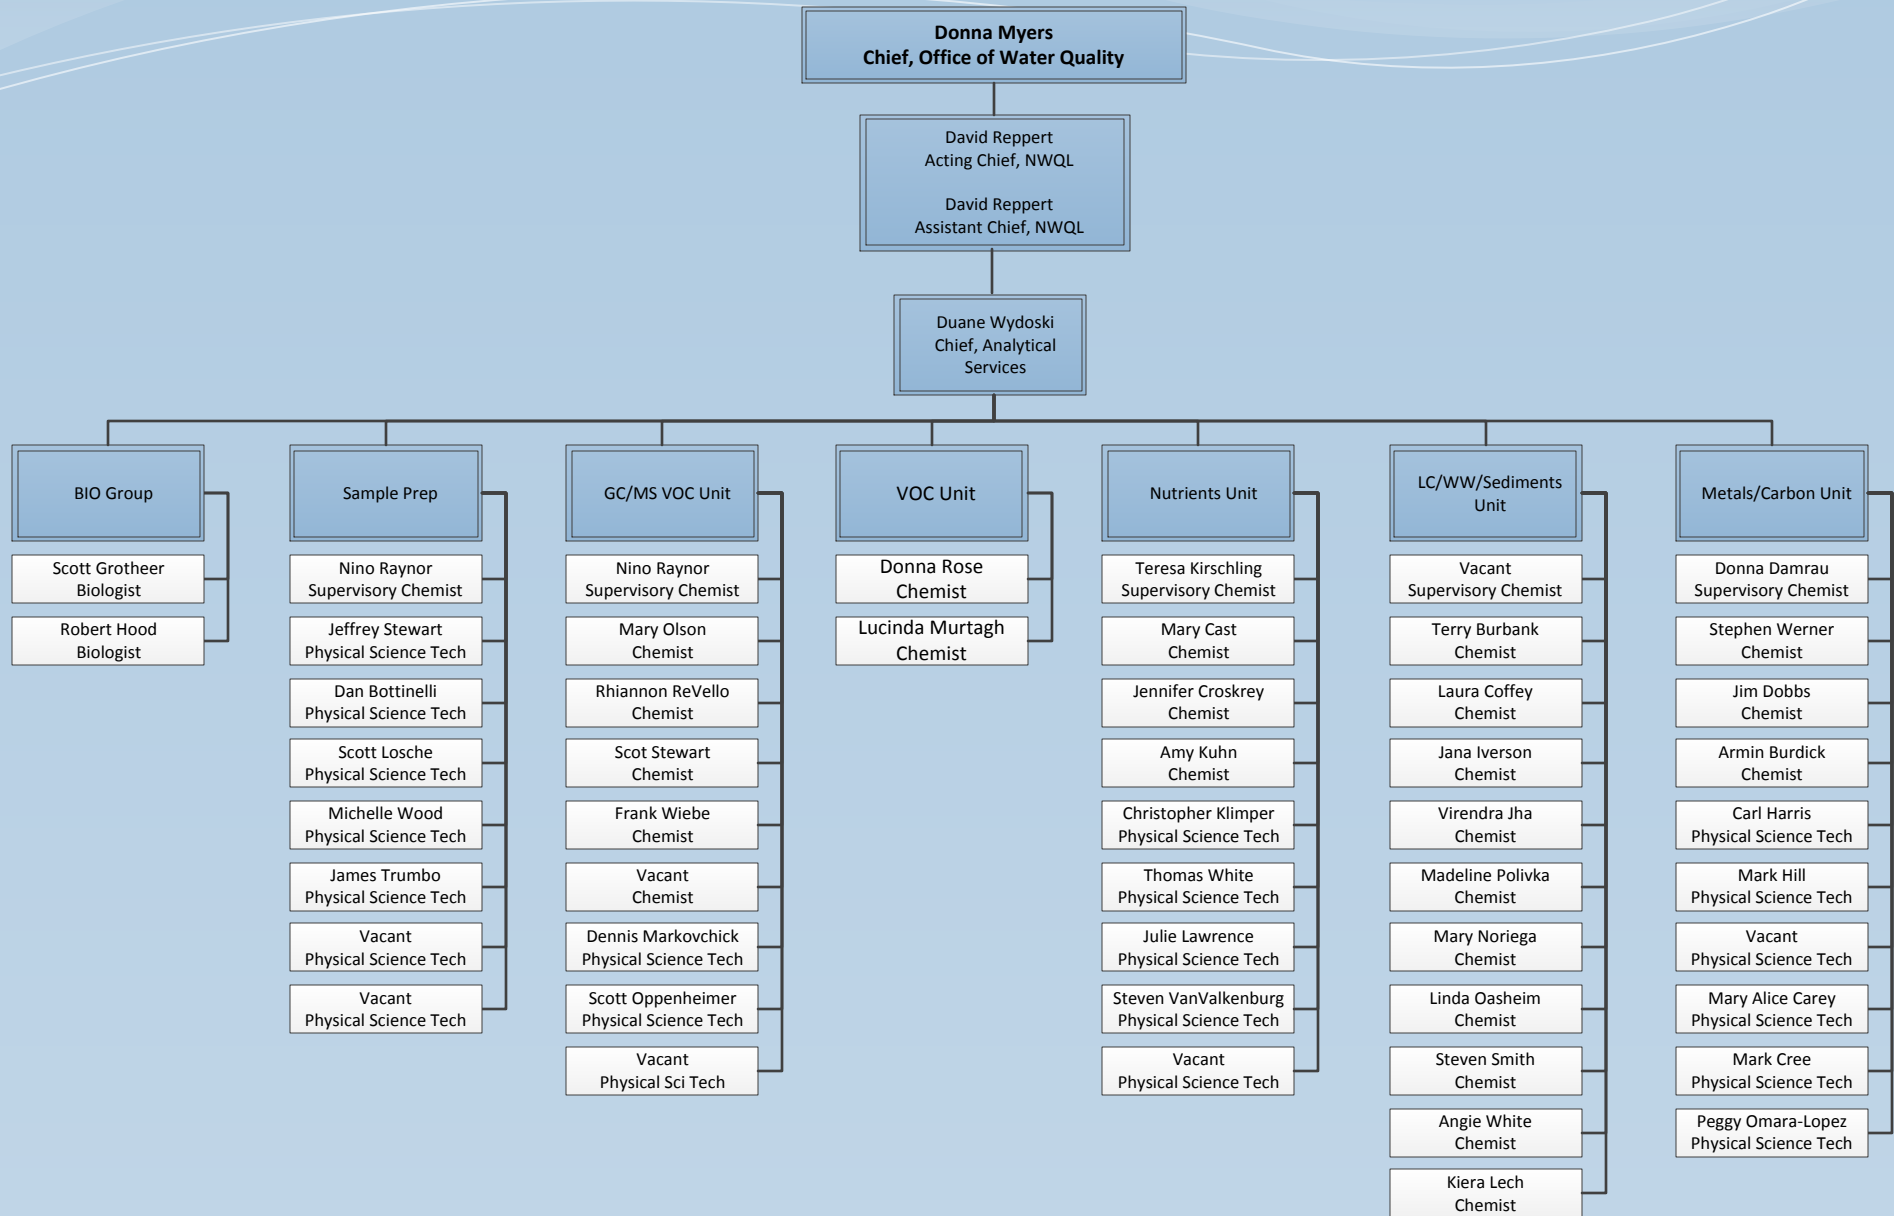 Donna Myers
Chief, Office of Water Quality
David Reppert
Acting Chief, NWQL
David Reppert
Assistant Chief, NWQL
Duane Wydoski
Chief, Analytical
Services
BIO Group
Scott Grotheer
Biologist
Robert Hood
Biologist
Sample Prep
Nino Raynor
Supervisory Chemist
Jeffrey Stewart
Physical Science Tech
Dan Bottinelli
Physical Science Tech
Scott Losche
Physical Science Tech
Michelle Wood
Physical Science Tech
James Trumbo
Physical Science Tech
Vacant
Physical Science Tech
Vacant
Physical Science Tech
GC/MS VOC Unit
Nino Raynor
Supervisory Chemist
Mary Olson
Chemist
Rhiannon ReVello
Chemist
Scot Stewart
Chemist
Frank Wiebe
Chemist
Vacant
Chemist
Dennis Markovchick
Physical Science Tech
Scott Oppenheimer
Physical Science Tech
Vacant
Physical Sci Tech
VOC Unit
Donna Rose
Chemist
Lucinda Murtagh
Chemist
Nutrients Unit
Teresa Kirschling
Supervisory Chemist
Mary Cast
Chemist
Jennifer Croskrey
Chemist
Amy Kuhn
Chemist
Christopher Klimper
Physical Science Tech
Thomas White
Physical Science Tech
Julie Lawrence
Physical Science Tech
Steven VanValkenburg
Physical Science Tech
Vacant
Physical Science Tech
LC/WW/Sediments
Unit
Vacant
Supervisory Chemist
Terry Burbank
Chemist
Laura Coffey
Chemist
Jana Iverson
Chemist
Virendra Jha
Chemist
Madeline Polivka
Chemist
Mary Noriega
Chemist
Linda Oasheim
Chemist
Steven Smith
Chemist
Angie White
Chemist
Kiera Lech
Chemist
Metals/Carbon Unit
Donna Damrau
Supervisory Chemist
Stephen Werner
Chemist
Jim Dobbs
Chemist
Armin Burdick
Chemist
Carl Harris
Physical Science Tech
Mark Hill
Physical Science Tech
Vacant
Physical Science Tech
Mary Alice Carey
Physical Science Tech
Mark Cree
Physical Science Tech
Peggy Omara-Lopez
Physical Science Tech